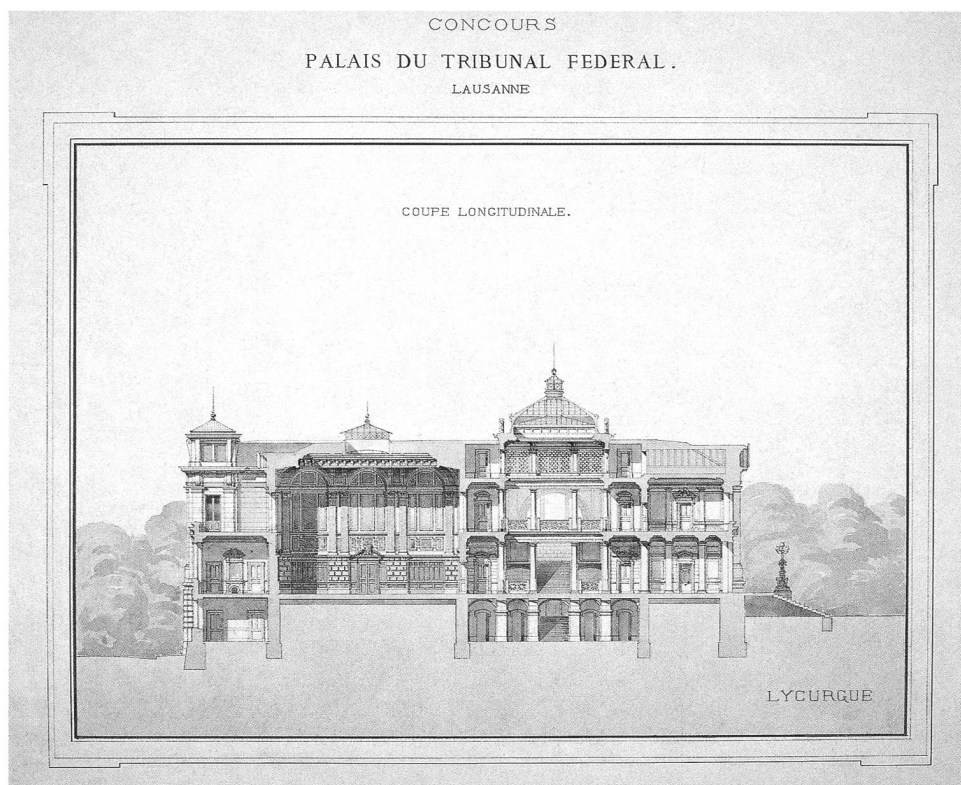 CONCOURS
PALAIS DU TRIBUNAL FEDERAL.
LAUSANNE
COUPE LONGITUDINALE.
LYCURGUE